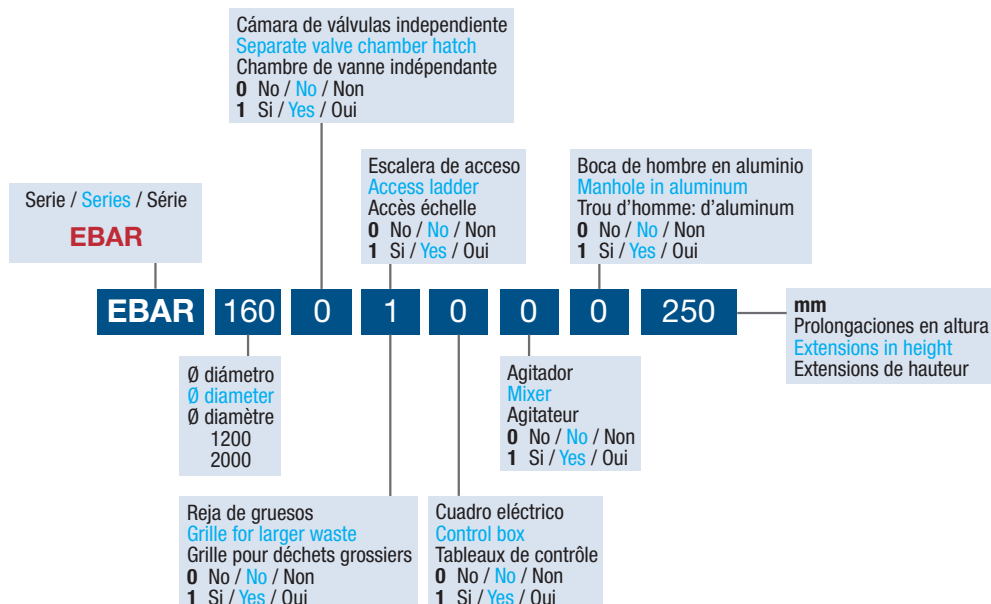 Cámara de válvulas independiente
Separate valve chamber hatch
Chambre de vanne indépendante
0 No / No / Non
1 Si / Yes / Oui
Escalera de acceso
Access ladder
Accès échelle
0 No / No / Non
1 Si / Yes / Oui
Boca de hombre en aluminio
Manhole in aluminum
Trou d'homme: d'aluminum
0 No / No / Non
1 Si / Yes / Oui
Serie / Series / Série
EBAR
EBAR 160 0 1 0 0 0 250
mm
Prolongaciones en altura
Extensions in height
Extensions de hauteur
Ø diámetro
Ø diameter
Ø diamètre
1200
2000
Agitador
Mixer
Agitateur
0 No / No / Non
1 Si / Yes / Oui
Reja de gruesos
Grille for larger waste
Grille pour déchets grossiers
0 No / No / Non
1 Si / Yes / Oui
Cuadro eléctrico
Control box
Tableaux de contrôle
0 No / No / Non
1 Si / Yes / Oui